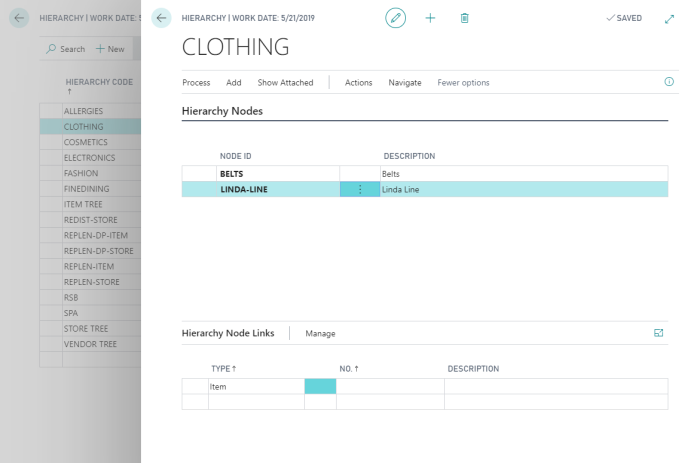 HIERARCHY | WORK DATE: 5
Search + New
HIERARCHY CODE
↑
ALLERGIES
CLOTHING
COSMETICS
ELECTRONICS
FASHION
FINEDINING
ITEM TREE
REDIST-STORE
REPLEN-DP-ITEM
REPLEN-DP-STORE
REPLEN-ITEM
REPLEN-STORE
RSB
SPA
STORE TREE
VENDOR TREE
HIERARCHY | WORK DATE: 5/21/2019
✓ SAVED
CLOTHING
Process Add Show Attached Actions Navigate Fewer options
Hierarchy Nodes
NODE ID DESCRIPTION
BELTS Belts
LINDA-LINE Linda Line
Hierarchy Node Links Manage
TYPE ↑ NO. ↑ DESCRIPTION
Item